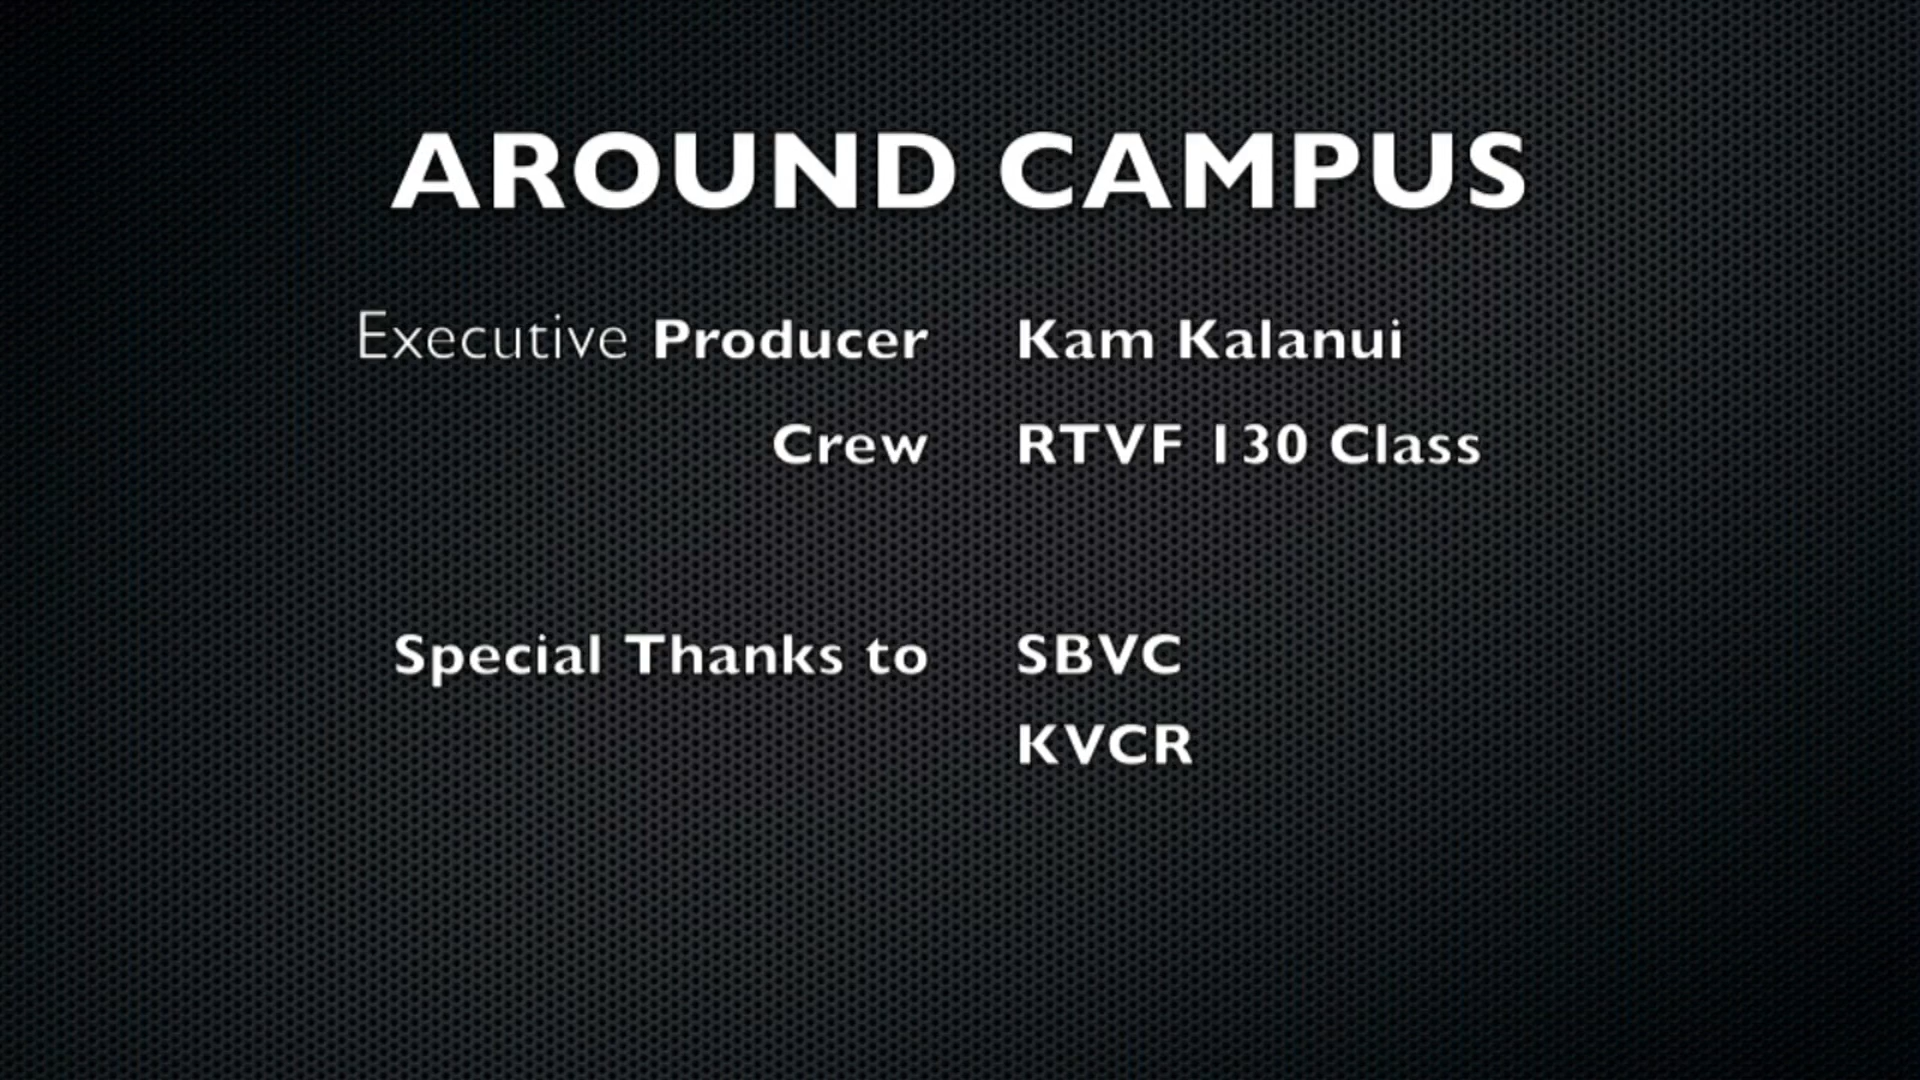 AROUND CAMPUS
Executive Producer Kam Kalanui
Crew RTVF 130 Class
Special Thanks to SBVC
KVCR